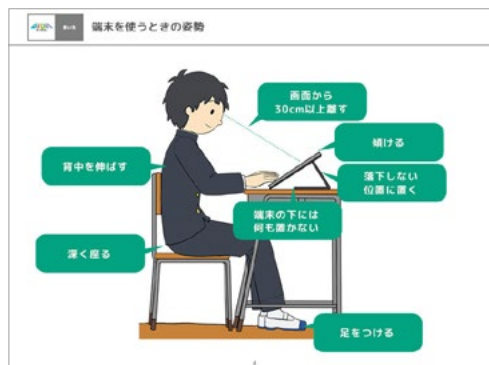 端末を使うときの姿勢
画面から
30cm以上離す
傾ける
背中を伸ばす
落下しない
位置に置く
端末の下には
何も置かない
深く座る
足をつける